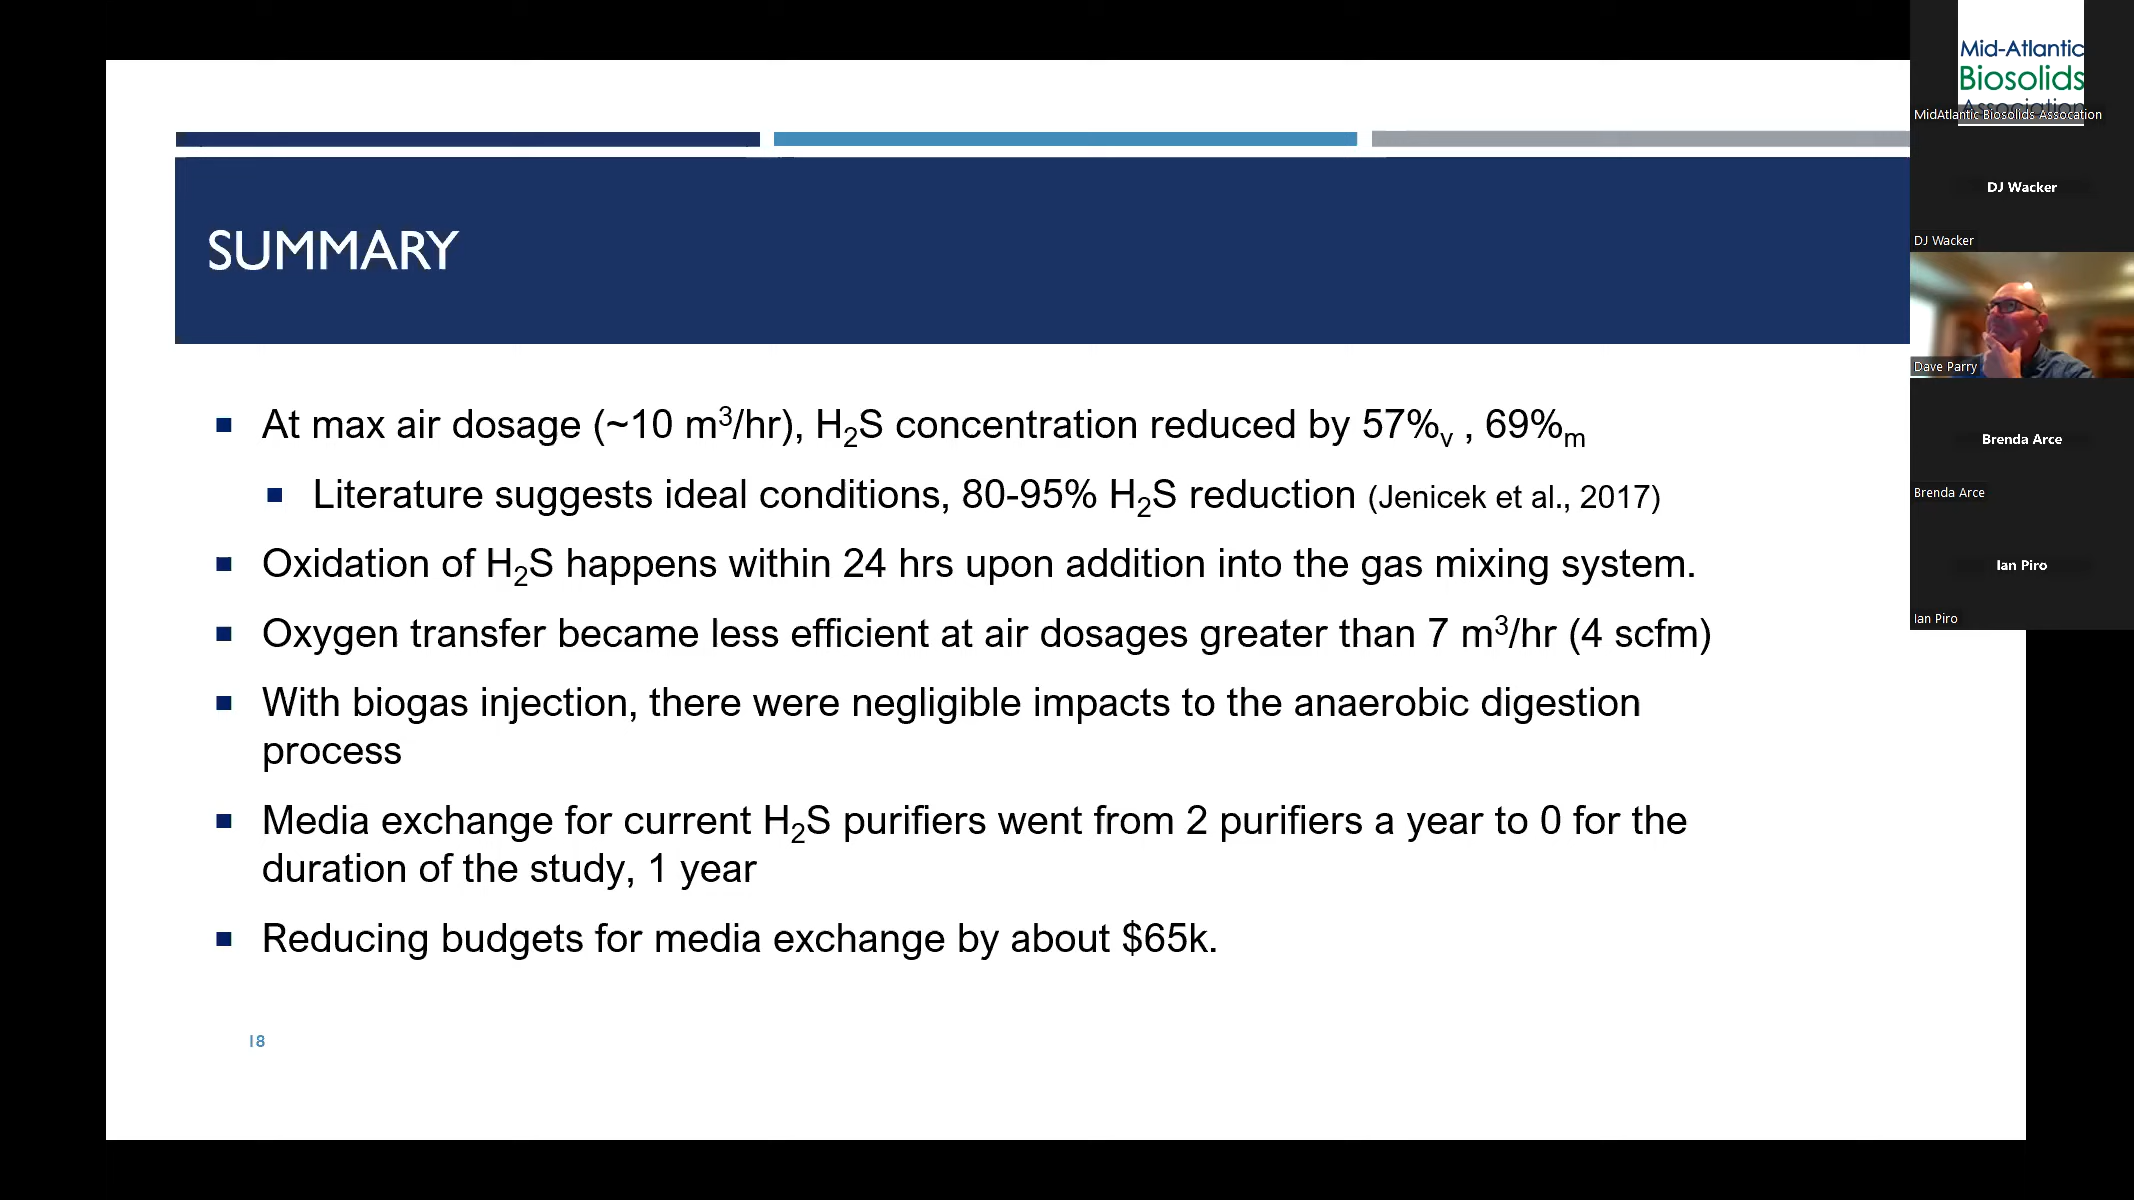 SUMMARY
At max air dosage (~10 m³/hr), H₂S concentration reduced by 57%ᵥ , 69%ₘ
Literature suggests ideal conditions, 80-95% H₂S reduction (Jenicek et al., 2017)
Oxidation of H₂S happens within 24 hrs upon addition into the gas mixing system.
Oxygen transfer became less efficient at air dosages greater than 7 m³/hr (4 scfm)
With biogas injection, there were negligible impacts to the anaerobic digestion
process
Media exchange for current H₂S purifiers went from 2 purifiers a year to 0 for the
duration of the study, 1 year
Reducing budgets for media exchange by about $65k.
18
Mid-Atlantic
Biosolids
Association
MidAtlantic Biosolids Assocation
DJ Wacker
DJ Wacker
Dave Parry
Brenda Arce
Brenda Arce
Ian Piro
Ian Piro